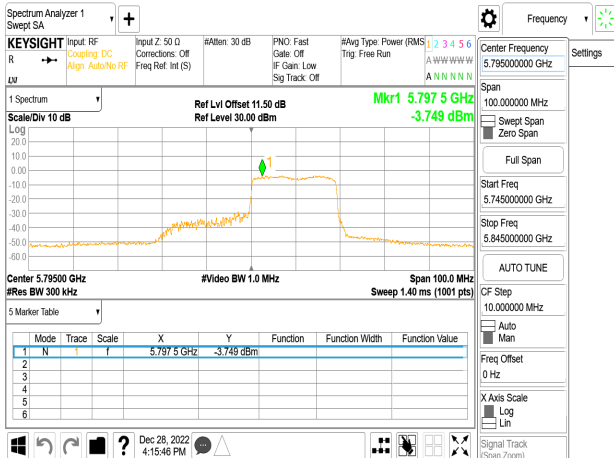 Spectrum Analyzer 1
Swept SA
+
Frequency
KEYSIGHT
R
LXI
Input: RF
Coupling: DC
Align: Auto/No RF
Input Z: 50 Ω
Corrections: Off
Freq Ref: Int (S)
#Atten: 30 dB
PNO: Fast
Gate: Off
IF Gain: Low
Sig Track: Off
#Avg Type: Power (RMS
Trig: Free Run
1 2 3 4 5 6
A W W W W W
A N N N N N
1 Spectrum
Scale/Div 10 dB
Ref Lvl Offset 11.50 dB
Ref Level 30.00 dBm
Mkr1 5.797 5 GHz
-3.749 dBm
Log
20.0
10.0
0.00
-10.0
-20.0
-30.0
-40.0
-50.0
-60.0
1
Center 5.79500 GHz
#Res BW 300 kHz
#Video BW 1.0 MHz
Span 100.0 MHz
Sweep 1.40 ms (1001 pts)
5 Marker Table
Mode Trace Scale X Y Function Function Width Function Value
1 N 1 f 5.797 5 GHz -3.749 dBm
2
3
4
5
6
Dec 28, 2022
4:15:46 PM
?
Center Frequency
5.795000000 GHz
Settings
Span
100.000000 MHz
Swept Span
Zero Span
Full Span
Start Freq
5.745000000 GHz
Stop Freq
5.845000000 GHz
AUTO TUNE
CF Step
10.000000 MHz
Auto
Man
Freq Offset
0 Hz
X Axis Scale
Log
Lin
Signal Track
(Span Zoom)